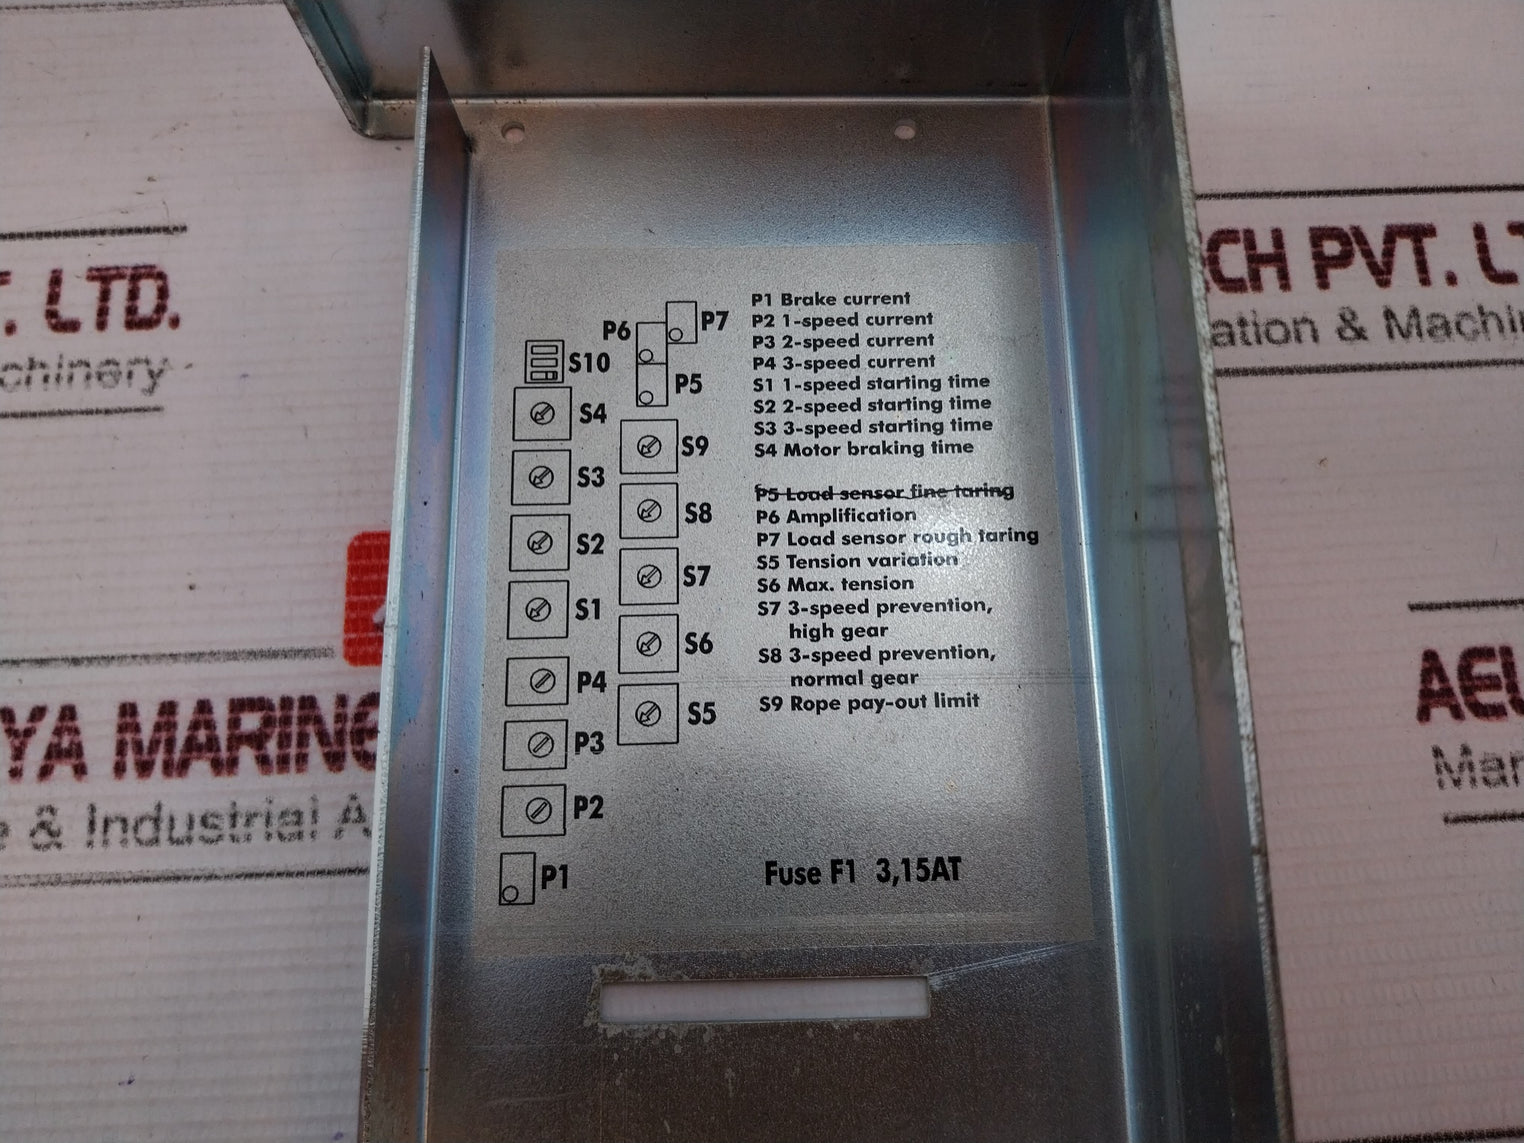 P6
P7
S10
P5
S4
S9
S3
S8
S2
S7
S1
S6
P4
S5
P3
P2
P1
P1 Brake current
P2 1-speed current
P3 2-speed current
P4 3-speed current
S1 1-speed starting time
S2 2-speed starting time
S3 3-speed starting time
S4 Motor braking time
P5 Load sensor fine taring
P6 Amplification
P7 Load sensor rough taring
S5 Tension variation
S6 Max. tension
S7 3-speed prevention,
high gear
S8 3-speed prevention,
normal gear
S9 Rope pay-out limit
Fuse F1 3,15AT
T. LTD.
chinery
YA MARINE
e & Industrial A
CH PVT. LT
ation & Machin
AEL
Mar